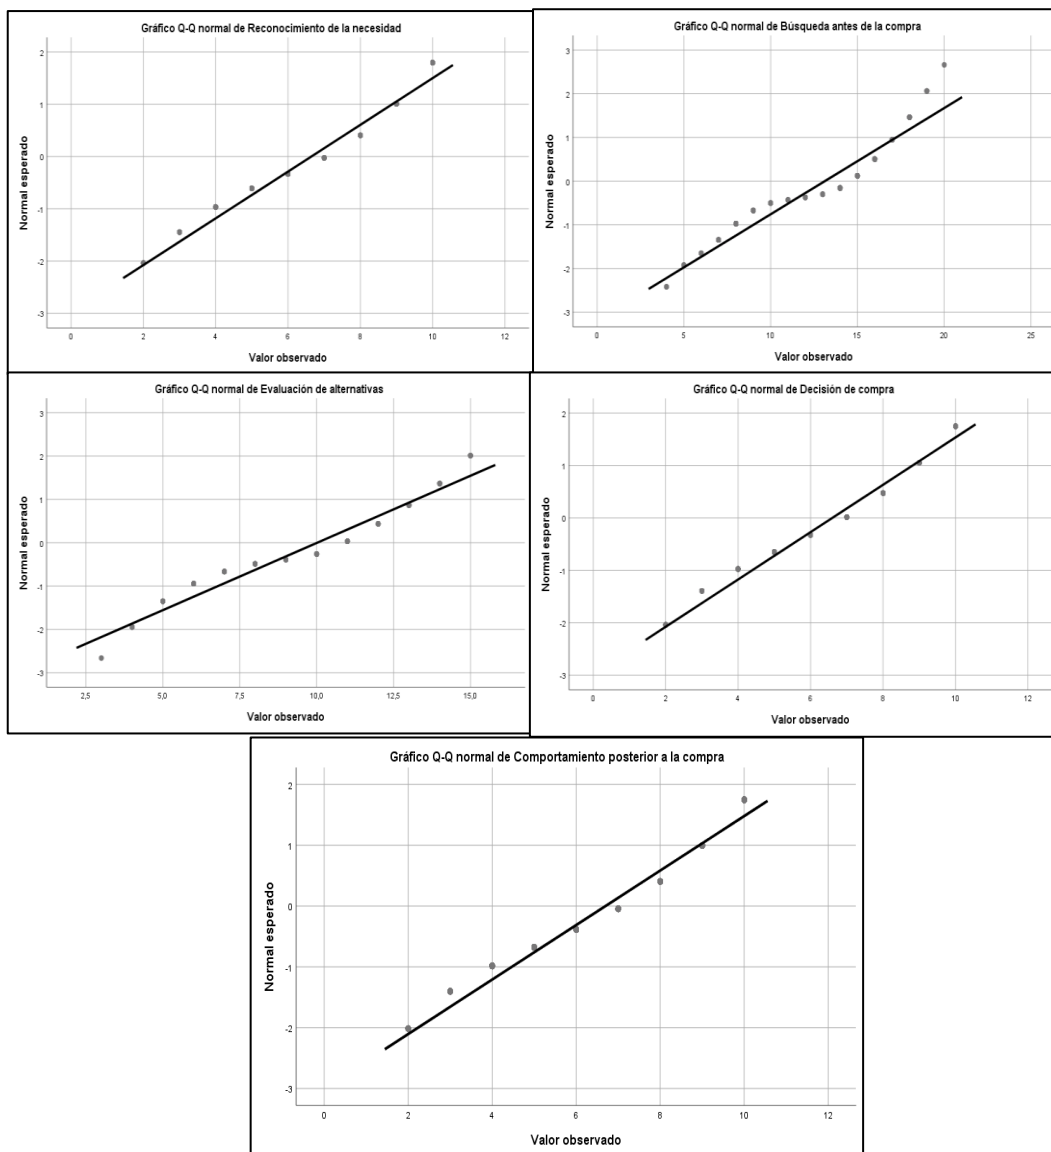 Gráfico Q-Q normal de Reconocimiento de la necesidad
Normal esperado
2
1
0
-1
-2
-3
0 2 4 6 8 10 12
Valor observado
Gráfico Q-Q normal de Búsqueda antes de la compra
Normal esperado
3
2
1
0
-1
-2
-3
0 5 10 15 20 25
Valor observado
Gráfico Q-Q normal de Evaluación de alternativas
Normal esperado
3
2
1
0
-1
-2
-3
2,5 5,0 7,5 10,0 12,5 15,0
Valor observado
Gráfico Q-Q normal de Decisión de compra
Normal esperado
2
1
0
-1
-2
-3
0 2 4 6 8 10 12
Valor observado
Gráfico Q-Q normal de Comportamiento posterior a la compra
Normal esperado
2
1
0
-1
-2
-3
0 2 4 6 8 10 12
Valor observado